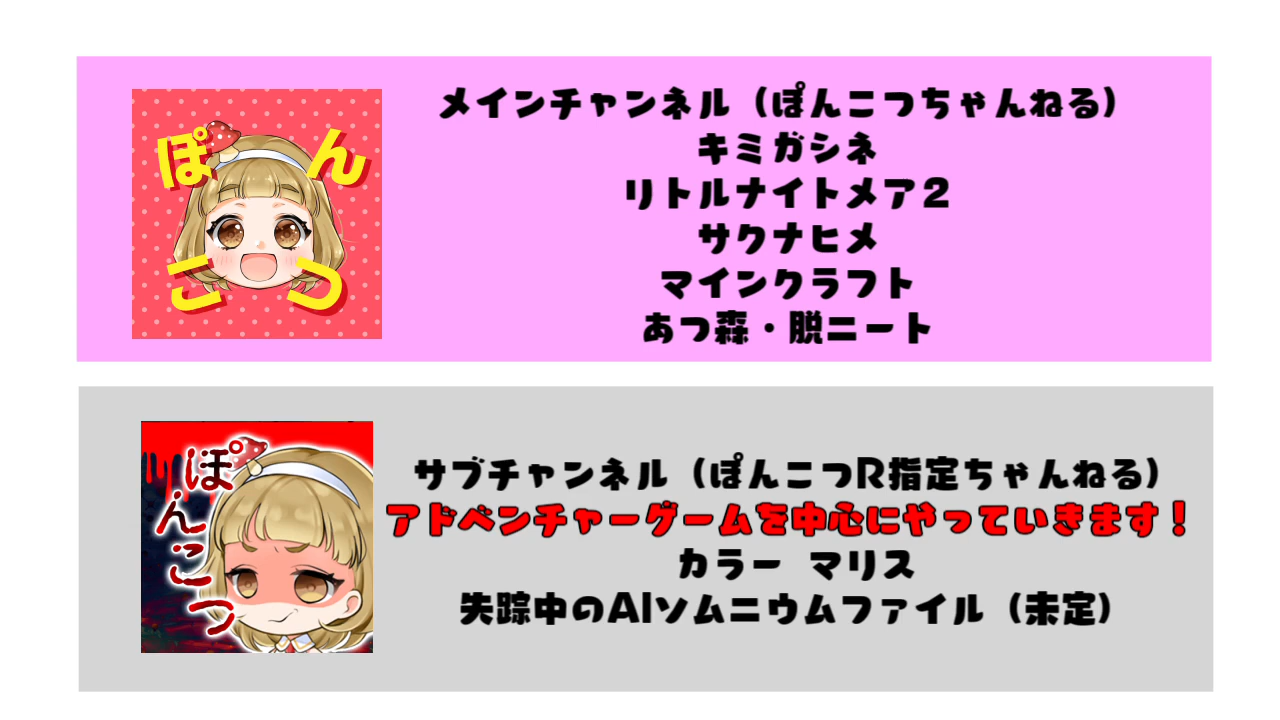 ぽん
こつ
メインチャンネル（ぽんこつちゃんねる）
キミガシネ
リトルナイトメア２
サクナヒメ
マインクラフト
あつ森・脱ニート
ぽんこつ
サブチャンネル（ぽんこつR指定ちゃんねる）
アドベンチャーゲームを中心にやっていきます！
カラー マリス
失踪中のAIソムニウムファイル（未定）